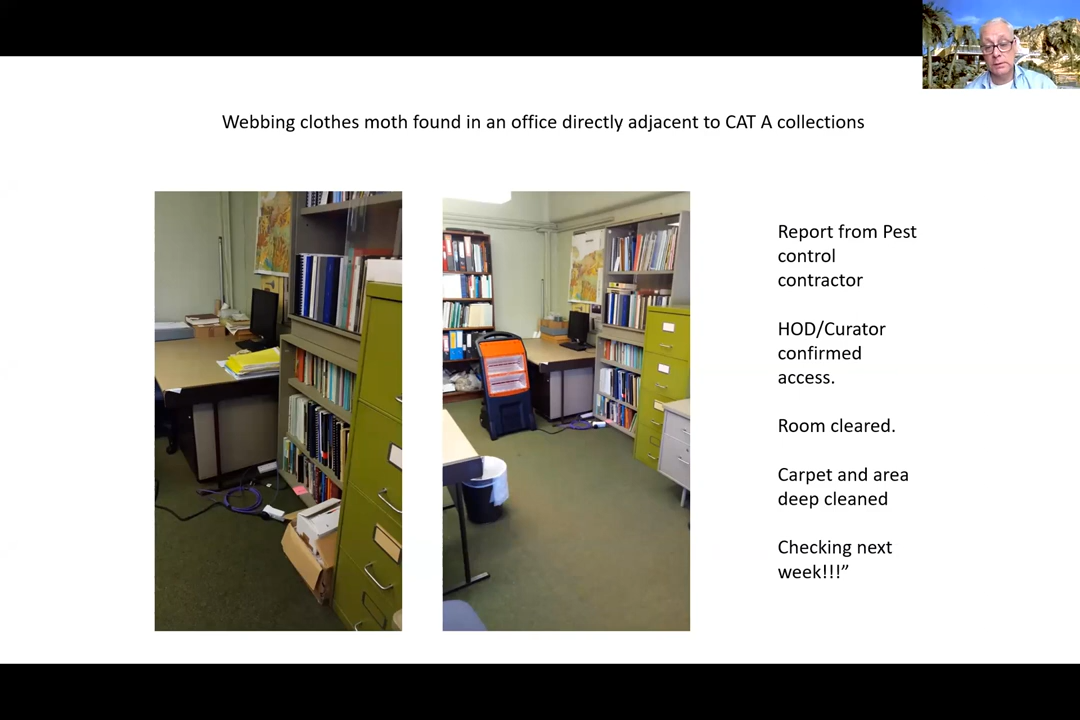 Webbing clothes moth found in an office directly adjacent to CAT A collections
Report from Pest
control
contractor
HOD/Curator
confirmed
access.
Room cleared.
Carpet and area
deep cleaned
Checking next
week!!!”